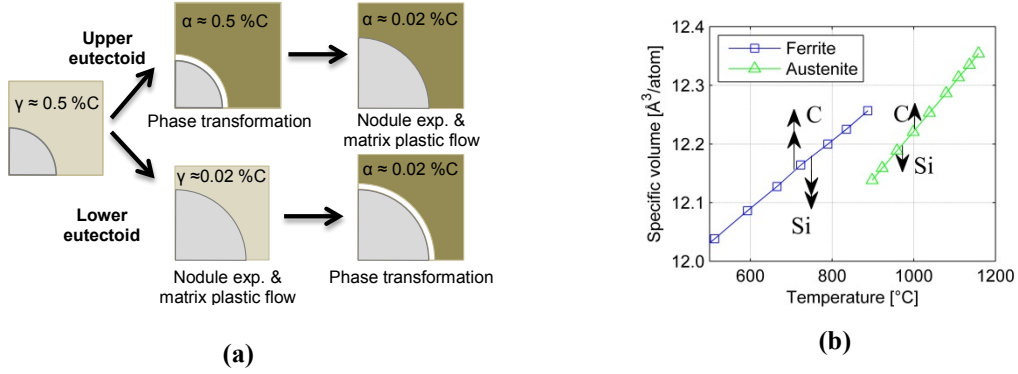 Upper
eutectoid
γ ≈ 0.5 %C
α ≈ 0.5 %C
Phase transformation
α ≈ 0.02 %C
Nodule exp. &
matrix plastic flow
Lower
eutectoid
γ ≈0.02 %C
Nodule exp. &
matrix plastic flow
α ≈ 0.02 %C
Phase transformation
(a)
Specific volume [Å³/atom]
12.4
12.3
12.2
12.1
12.0
Ferrite
Austenite
C
Si
C
Si
600
800
1000
1200
Temperature [°C]
(b)